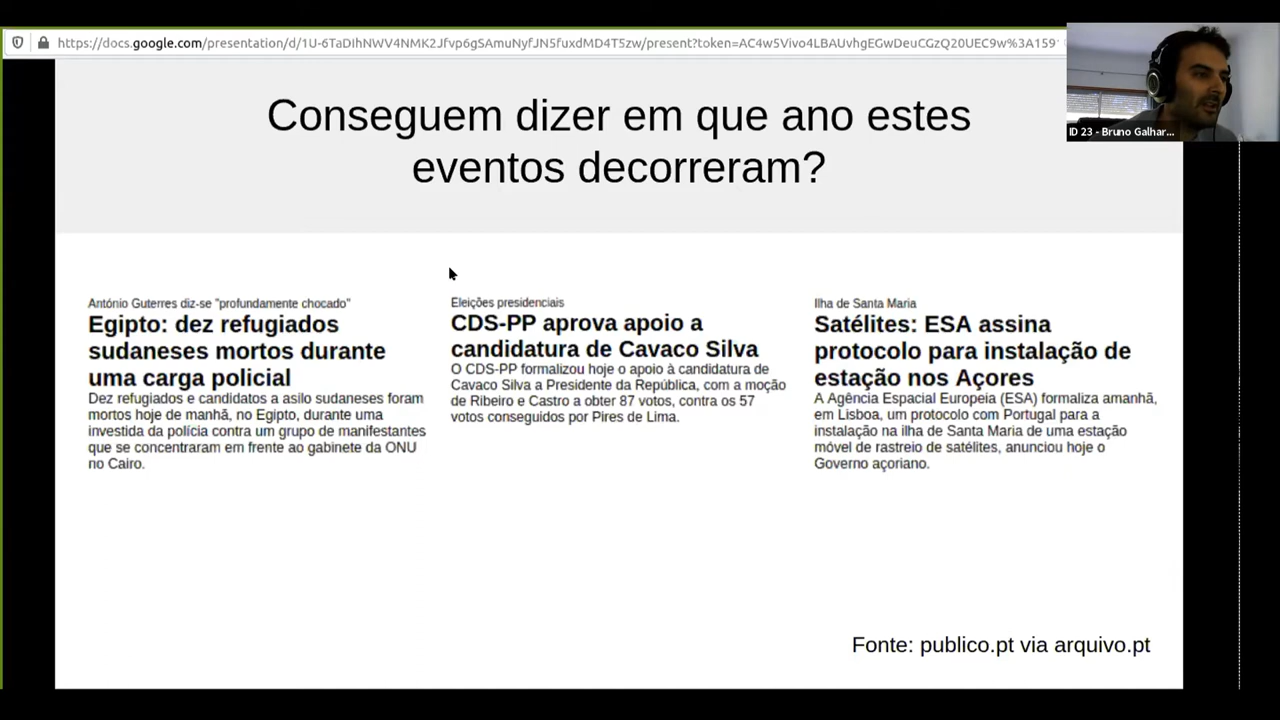 https://docs.google.com/presentation/d/1U-6TaDIhNWV4NMK2Jfvp6gSAmuNyfJN5fuxdMD4T5zw/present?token=AC4w5Vivo4LBAUvhgEGwDeuCGzQ20UEC9w%3A159
ID 23 - Bruno Galhar...
Conseguem dizer em que ano estes
eventos decorreram?
António Guterres diz-se "profundamente chocado"
Egipto: dez refugiados
sudaneses mortos durante
uma carga policial
Dez refugiados e candidatos a asilo sudaneses foram
mortos hoje de manhã, no Egipto, durante uma
investida da polícia contra um grupo de manifestantes
que se concentraram em frente ao gabinete da ONU
no Cairo.
Eleições presidenciais
CDS-PP aprova apoio a
candidatura de Cavaco Silva
O CDS-PP formalizou hoje o apoio à candidatura de
Cavaco Silva a Presidente da República, com a moção
de Ribeiro e Castro a obter 87 votos, contra os 57
votos conseguidos por Pires de Lima.
Ilha de Santa Maria
Satélites: ESA assina
protocolo para instalação de
estação nos Açores
A Agência Espacial Europeia (ESA) formaliza amanhã,
em Lisboa, um protocolo com Portugal para a
instalação na ilha de Santa Maria de uma estação
móvel de rastreio de satélites, anunciou hoje o
Governo açoriano.
Fonte: publico.pt via arquivo.pt